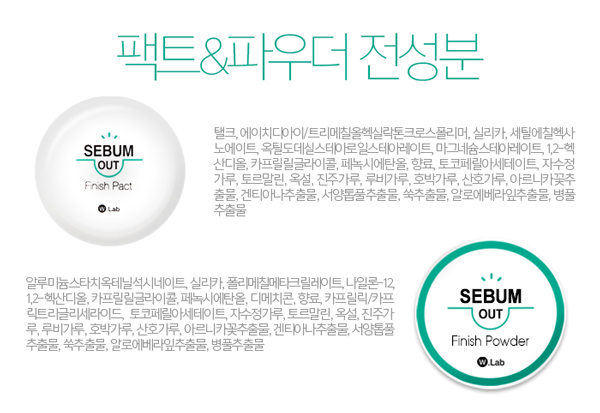 팩트&파우더 전성분
SEBUM
OUT
Finish Pact
W.Lab
탤크, 에이치디아이/트리메칠올헥실락톤크로스폴리머, 실리카, 세틸에칠헥사
노에이트, 옥틸도데실스테아로일스테아레이트, 마그네슘스테아레이트, 1,2-헥
산디올, 카프릴릴글라이콜, 페녹시에탄올, 향료, 토코페릴아세테이트, 자수정
가루, 토르말린, 옥설, 진주가루, 루비가루, 호박가루, 산호가루, 아르니카꽃추
출물, 겐티아나추출물, 서양톱풀추출물, 쑥추출물, 알로에베라잎추출물, 병풀
추출물
알루미늄스타치옥테닐석시네이트, 실리카, 폴리메칠메타크릴레이트, 나일론-12,
1,2-헥산디올, 카프릴릴글라이콜, 페녹시에탄올, 디메치콘, 향료, 카프릴릭/카프
릭트리글리세라이드, 토코페릴아세테이트, 자수정가루, 토르말린, 옥설, 진주가
루, 루비가루, 호박가루, 산호가루, 아르니카꽃추출물, 겐티아나추출물, 서양톱풀
추출물, 쑥추출물, 알로에베라잎추출물, 병풀추출물
SEBUM
OUT
Finish Powder
W.Lab